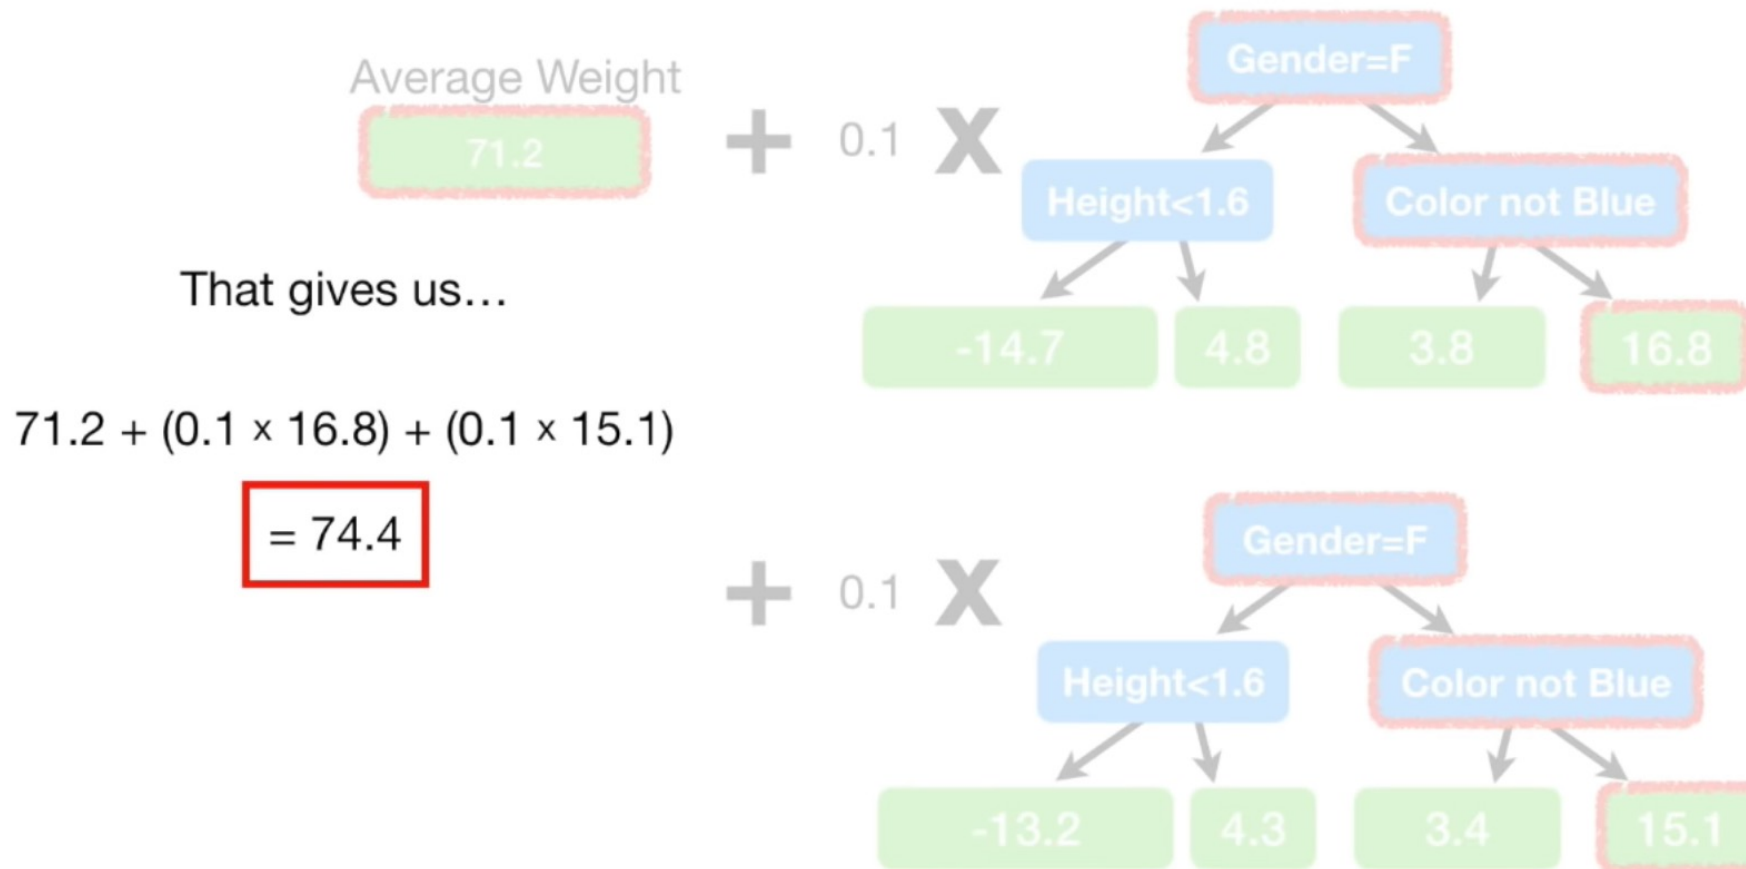 Average Weight
71.2
+ 0.1 X
Gender=F
Height<1.6
Color not Blue
-14.7
4.8
3.8
16.8
That gives us...
71.2 + (0.1 × 16.8) + (0.1 × 15.1)
= 74.4
+ 0.1 X
Gender=F
Height<1.6
Color not Blue
-13.2
4.3
3.4
15.1